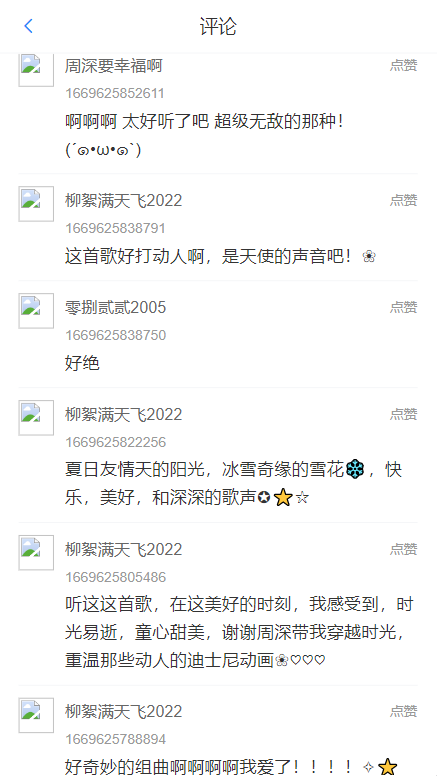 评论
周深要幸福啊 点赞
1669625852611
啊啊啊 太好听了吧 超级无敌的那种！
(´๑•ω•๑`)
柳絮满天飞2022 点赞
1669625838791
这首歌好打动人啊，是天使的声音吧！❀
零捌贰贰2005 点赞
1669625838750
好绝
柳絮满天飞2022 点赞
1669625822256
夏日友情天的阳光，冰雪奇缘的雪花❄，快
乐，美好，和深深的歌声✪⭐☆
柳絮满天飞2022 点赞
1669625805486
听这这首歌，在这美好的时刻，我感受到，时
光易逝，童心甜美，谢谢周深带我穿越时光，
重温那些动人的迪士尼动画❀♡♡♡
柳絮满天飞2022 点赞
1669625788894
好奇妙的组曲啊啊啊啊我爱了！！！！✧⭐